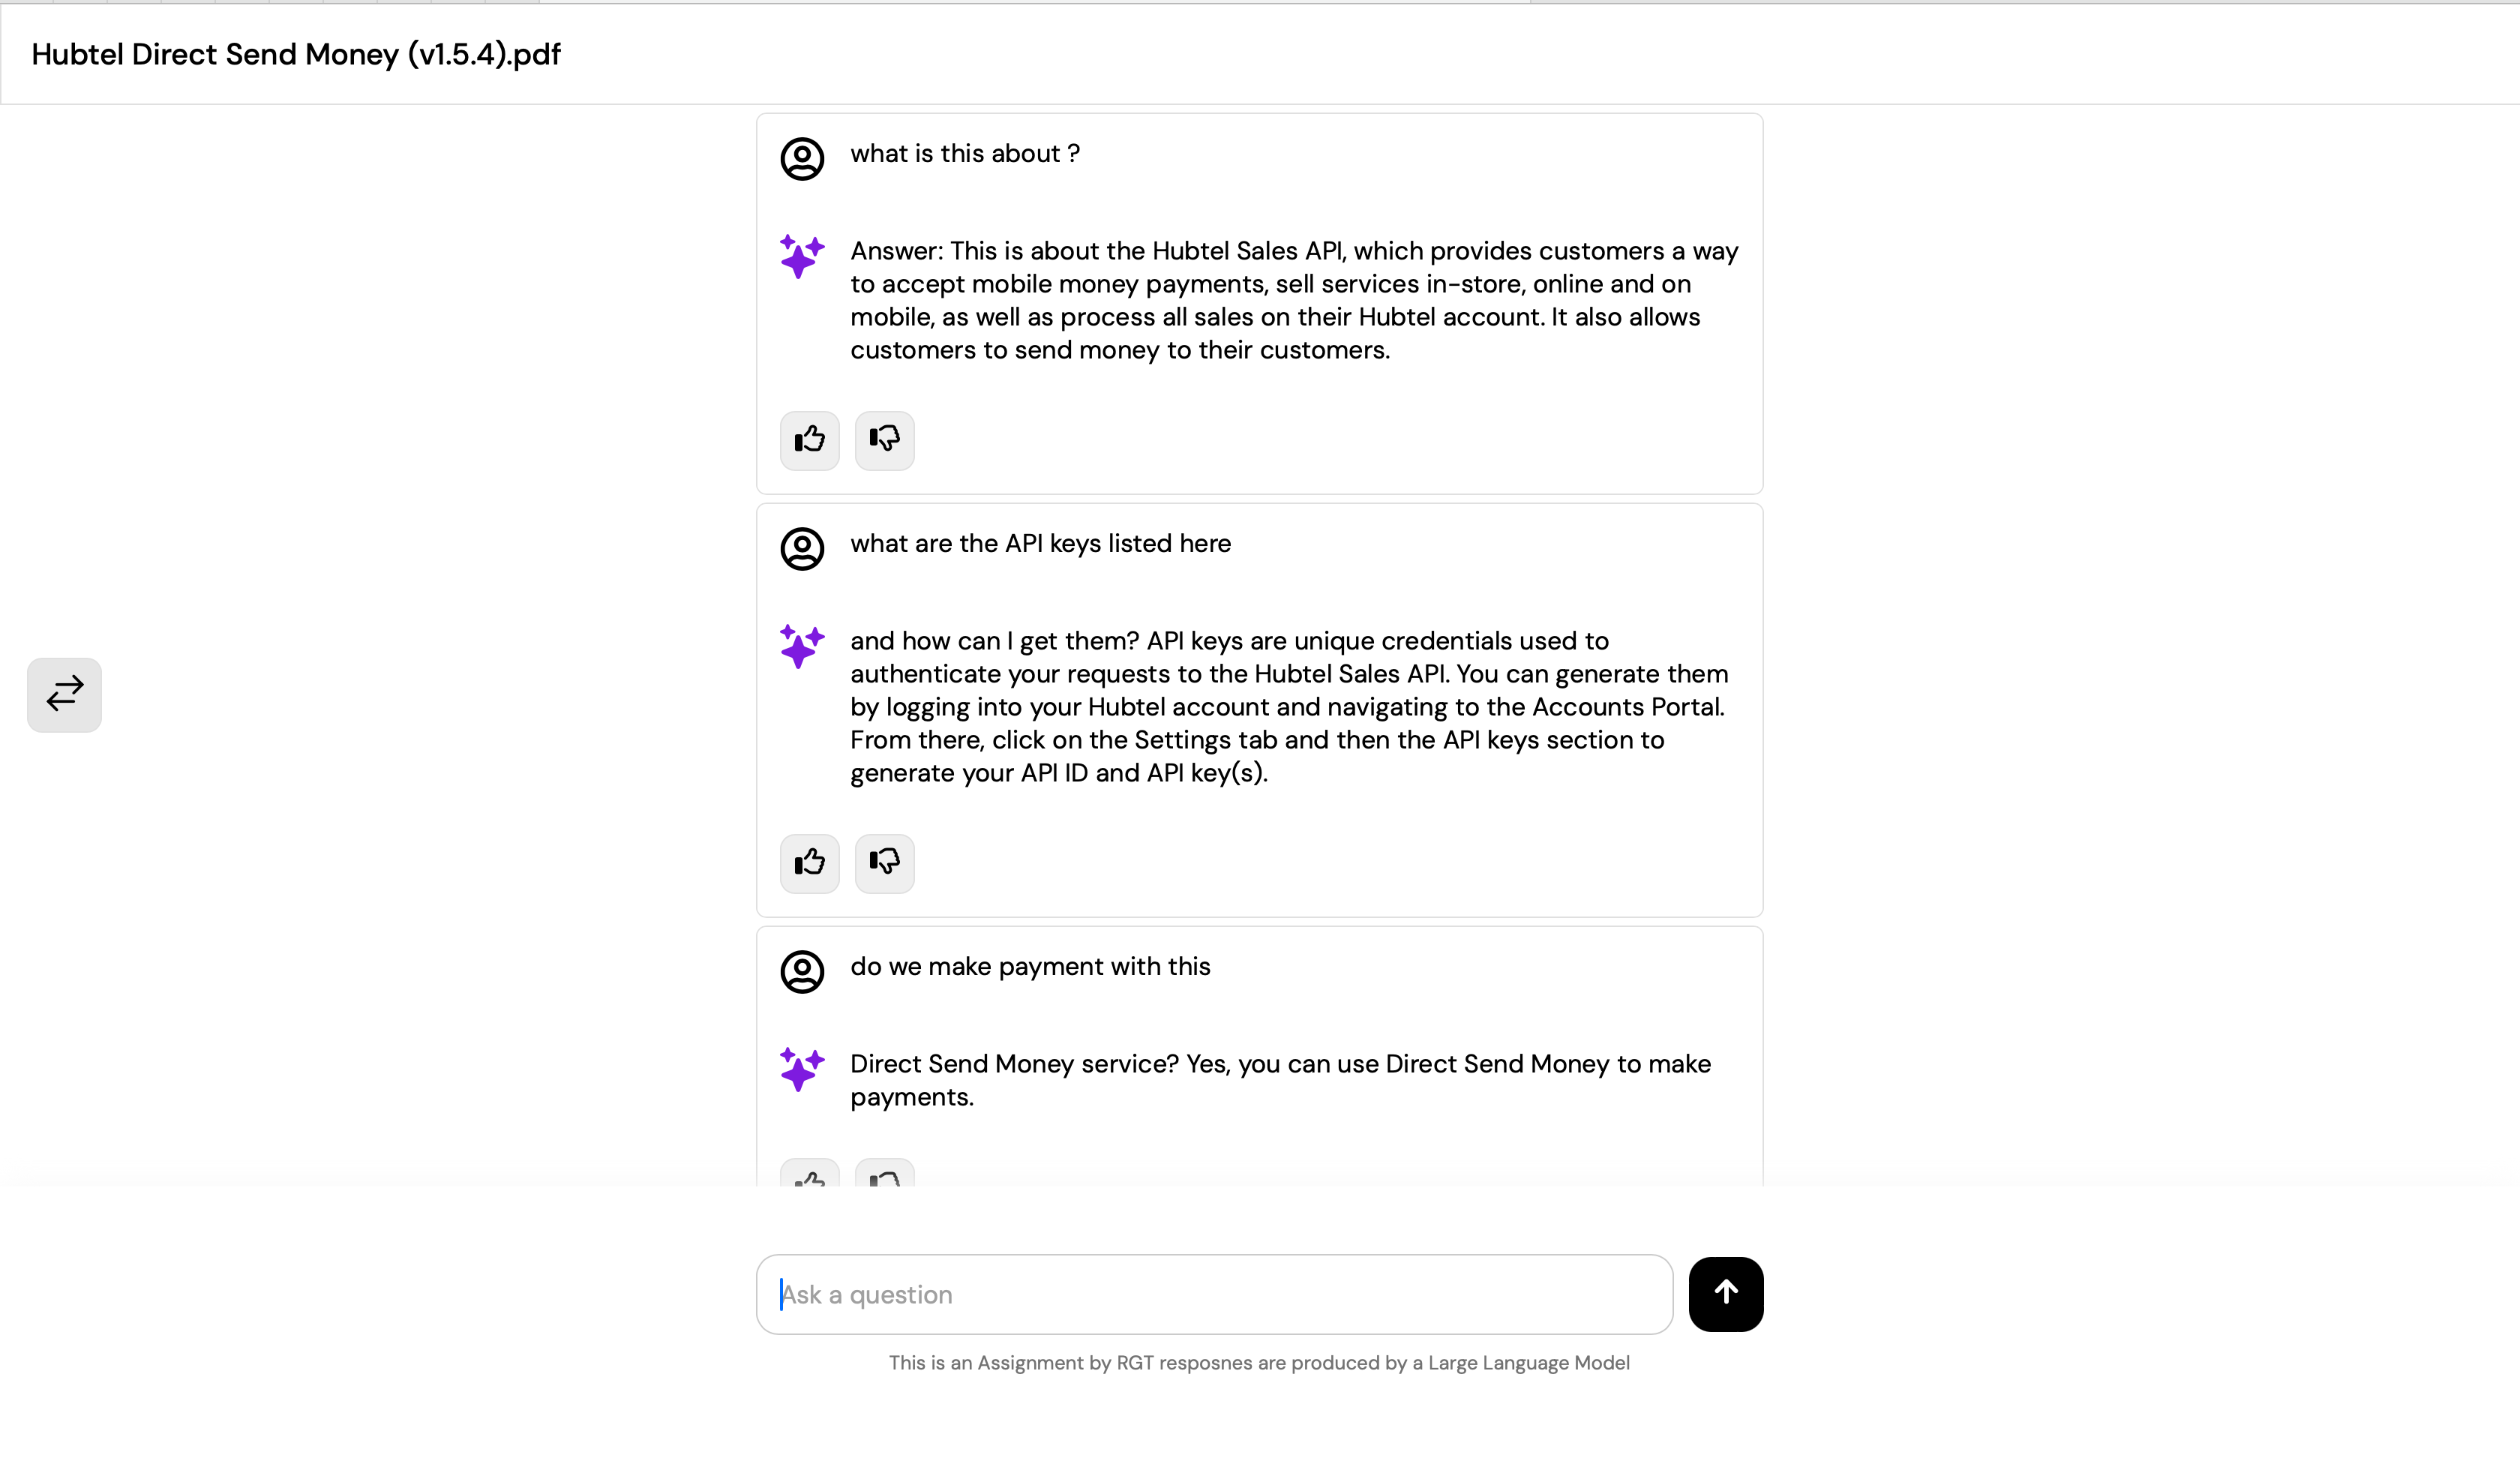 Hubtel Direct Send Money (v1.5.4).pdf
what is this about ?
Answer: This is about the Hubtel Sales API, which provides customers a way
to accept mobile money payments, sell services in-store, online and on
mobile, as well as process all sales on their Hubtel account. It also allows
customers to send money to their customers.
what are the API keys listed here
and how can I get them? API keys are unique credentials used to
authenticate your requests to the Hubtel Sales API. You can generate them
by logging into your Hubtel account and navigating to the Accounts Portal.
From there, click on the Settings tab and then the API keys section to
generate your API ID and API key(s).
do we make payment with this
Direct Send Money service? Yes, you can use Direct Send Money to make
payments.
Ask a question
This is an Assignment by RGT resposnes are produced by a Large Language Model